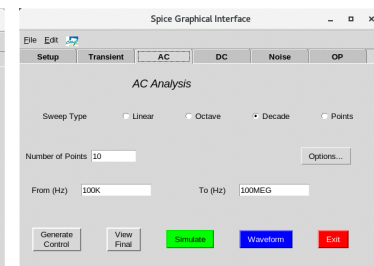 Spice Graphical Interface
File Edit
Setup Transient AC DC Noise OP
AC Analysis
Sweep Type Linear Octave Decade Points
Number of Points 10 Options...
From (Hz) 100K To (Hz) 100MEG
Generate Control View Final Simulate Waveform Exit